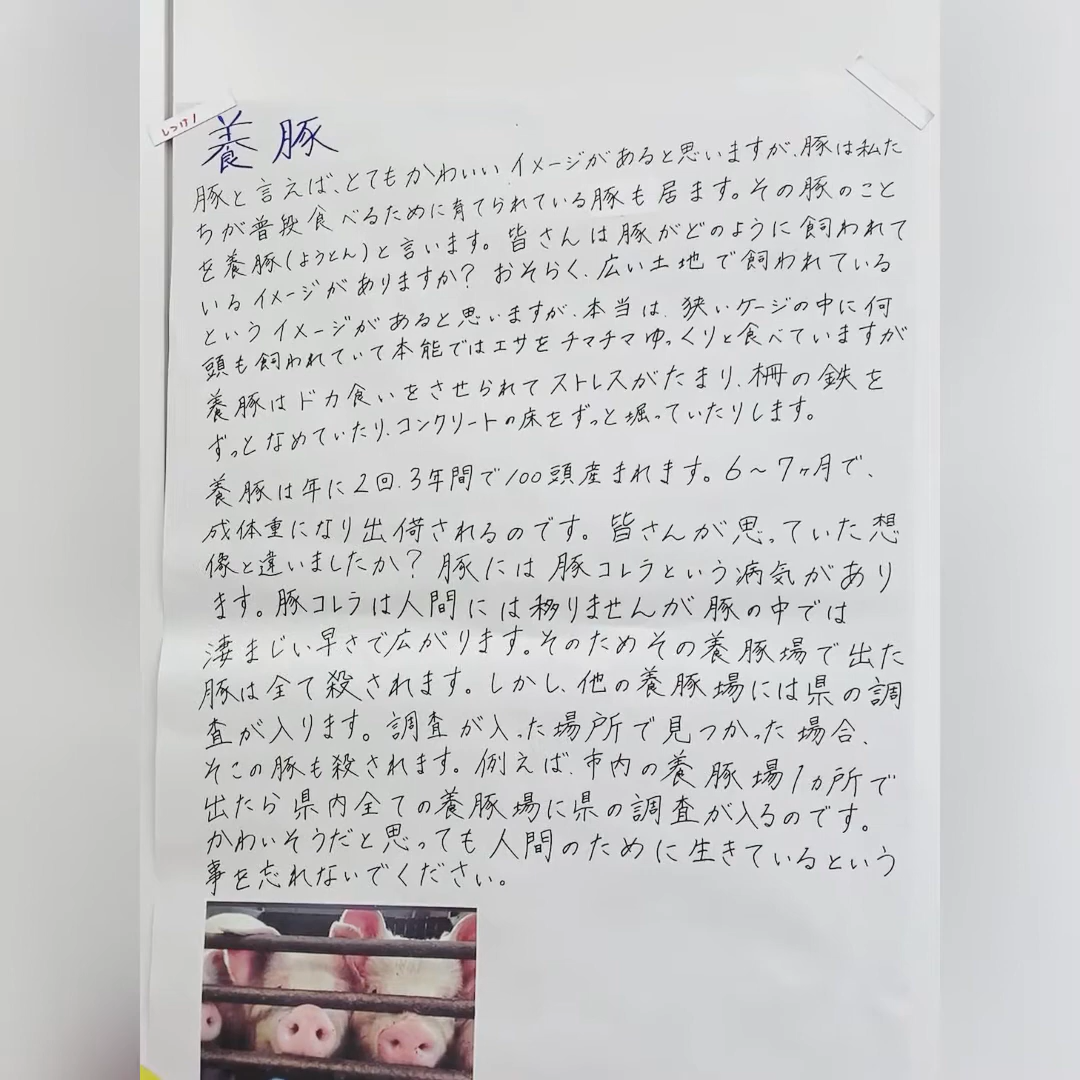 しつけ!
養豚
豚と言えば、とてもかわいいイメージがあると思いますが、豚は私た
ちが普段食べるために育てられている豚も居ます。その豚のこと
を養豚(ようとん)と言います。皆さんは豚がどのように飼われて
いるイメージがありますか?おそらく、広い土地で飼われている
というイメージがあると思いますが、本当は、狭いケージの中に何
頭も飼われていて本能ではエサをチマチマゆっくりと食べていますが
養豚はドカ食いをさせられてストレスがたまり、柵の鉄を
ずっとなめていたり、コンクリートの床をずっと堀っていたりします。
養豚は年に2回、3年間で100頭産まれます。6～7ヶ月で、
成体重になり出荷されるのです。皆さんが思っていた想
像と違いましたか?豚には豚コレラという病気があり
ます。豚コレラは人間には移りませんが豚の中では
凄まじい早さで広がります。そのためその養豚場で出た
豚は全て殺されます。しかし、他の養豚場には県の調
査が入ります。調査が入った場所で見つかった場合、
そこの豚も殺されます。例えば、市内の養豚場1ヵ所で
出たら県内全ての養豚場に県の調査が入るのです。
かわいそうだと思っても人間のために生きているという
事を忘れないでください。